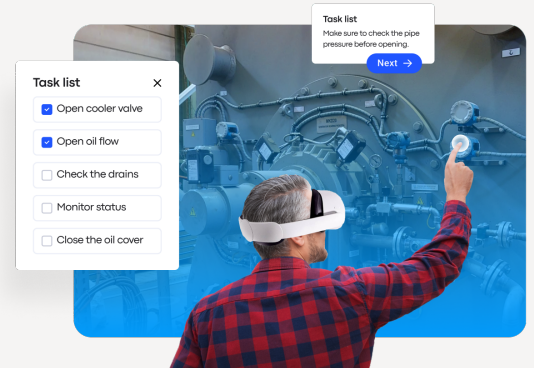 Task list
Make sure to check the pipe
pressure before opening.
Next →
Task list
Open cooler valve
Open oil flow
Check the drains
Monitor status
Close the oil cover